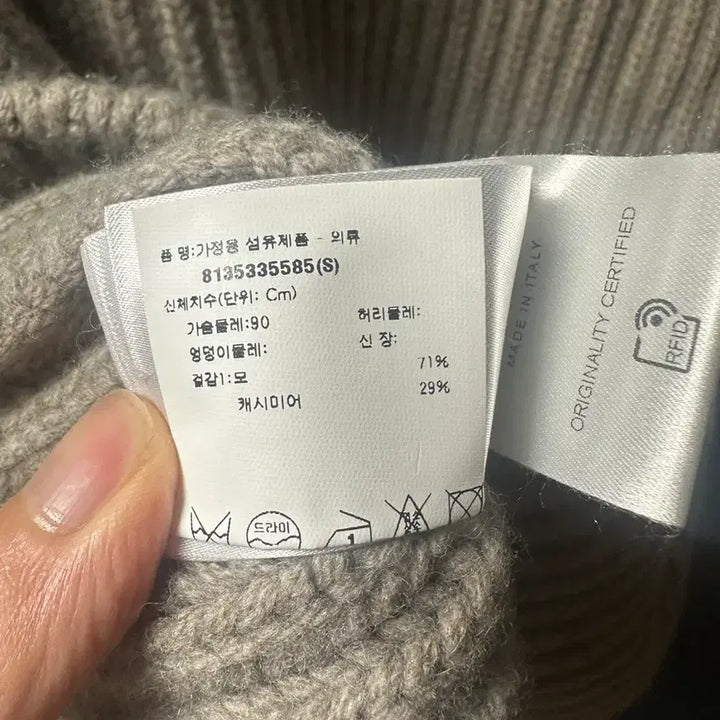 품 명:가정용 섬유제품 - 의류
8135335585(S)
신체치수(단위: Cm)
가슴둘레:90
허리둘레:
엉덩이둘레:
신 장:
겉감1:모 71%
캐시미어 29%
드라이
1
MADE IN ITALY
ORIGINALITY CERTIFIED
RFID